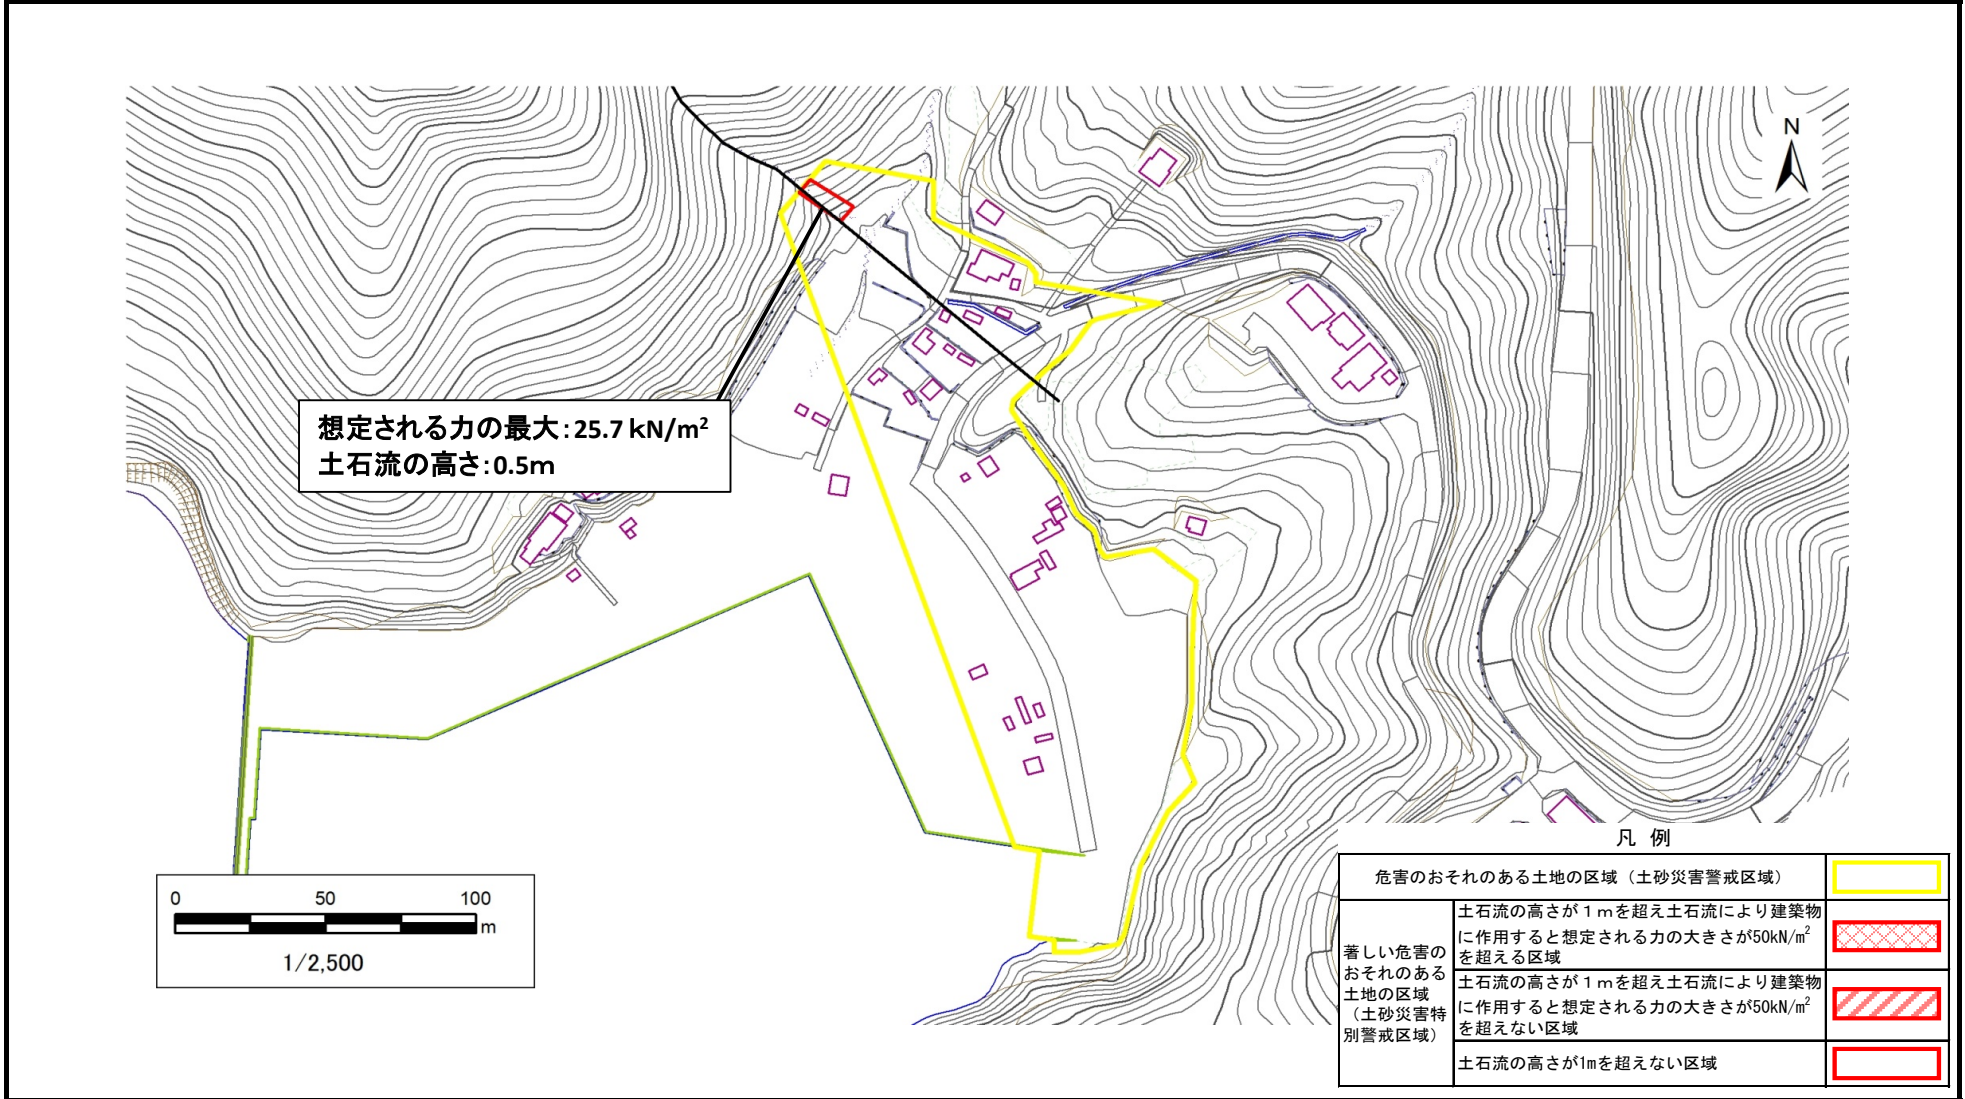 N
想定される力の最大:25.7 kN/m²
土石流の高さ:0.5m
0 50 100
m
1/2,500
凡 例
危害のおそれのある土地の区域（土砂災害警戒区域）
著しい危害の
おそれのある
土地の区域
（土砂災害特
別警戒区域）
土石流の高さが１ｍを超え土石流により建築物
に作用すると想定される力の大きさが50kN/m²
を超える区域
土石流の高さが１ｍを超え土石流により建築物
に作用すると想定される力の大きさが50kN/m²
を超えない区域
土石流の高さが1mを超えない区域